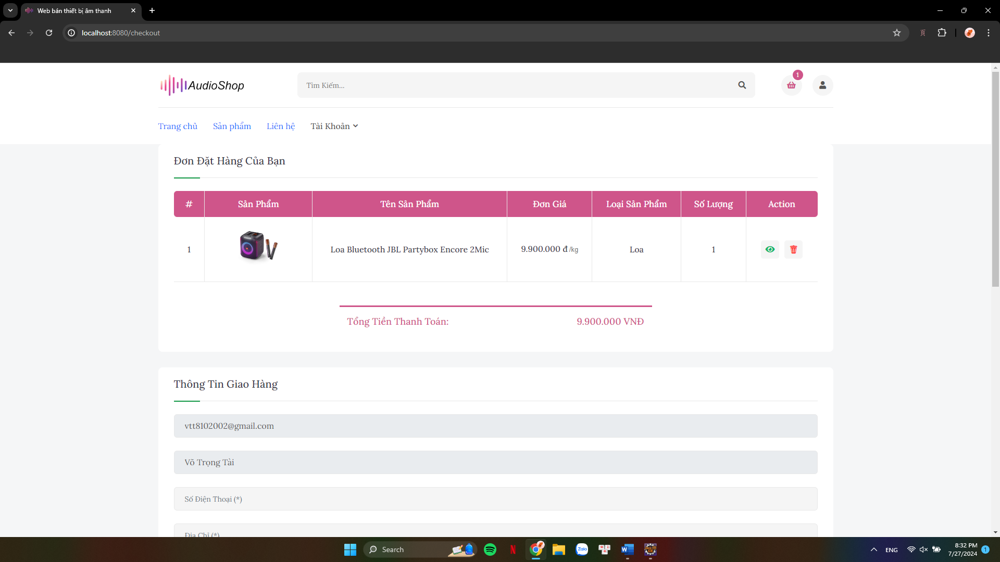 Web bán thiết bị âm thanh
localhost:8080/checkout
AudioShop
Tìm Kiếm...
1
Trang chủ
Sản phẩm
Liên hệ
Tài Khoản
Đơn Đặt Hàng Của Bạn
# Sản Phẩm Tên Sản Phẩm Đơn Giá Loại Sản Phẩm Số Lượng Action
1 Loa Bluetooth JBL Partybox Encore 2Mic 9.900.000 đ /kg Loa 1
Tổng Tiền Thanh Toán: 9.900.000 VNĐ
Thông Tin Giao Hàng
vtt8102002@gmail.com
Võ Trọng Tài
Số Điện Thoại (*)
Địa Chỉ (*)
Search
Zalo
ENG
8:32 PM
7/27/2024
1